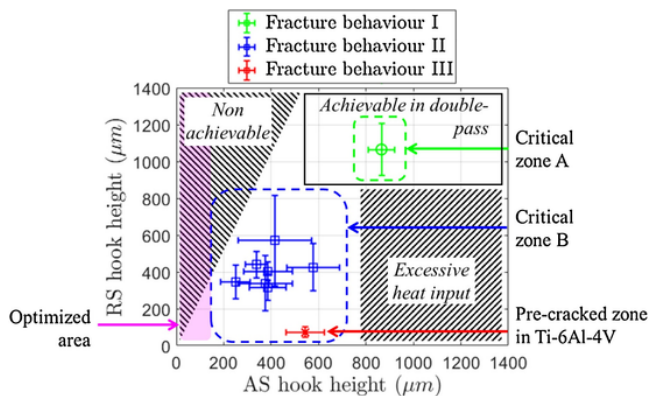 Fracture behaviour I
Fracture behaviour II
Fracture behaviour III
1400
1200
1000
800
600
400
200
0
RS hook height (μm)
Non
achievable
Achievable in double-
pass
Critical
zone A
Critical
zone B
Excessive
heat input
Optimized
area
Pre-cracked zone
in Ti-6Al-4V
0 200 400 600 800 1000 1200 1400
AS hook height (μm)